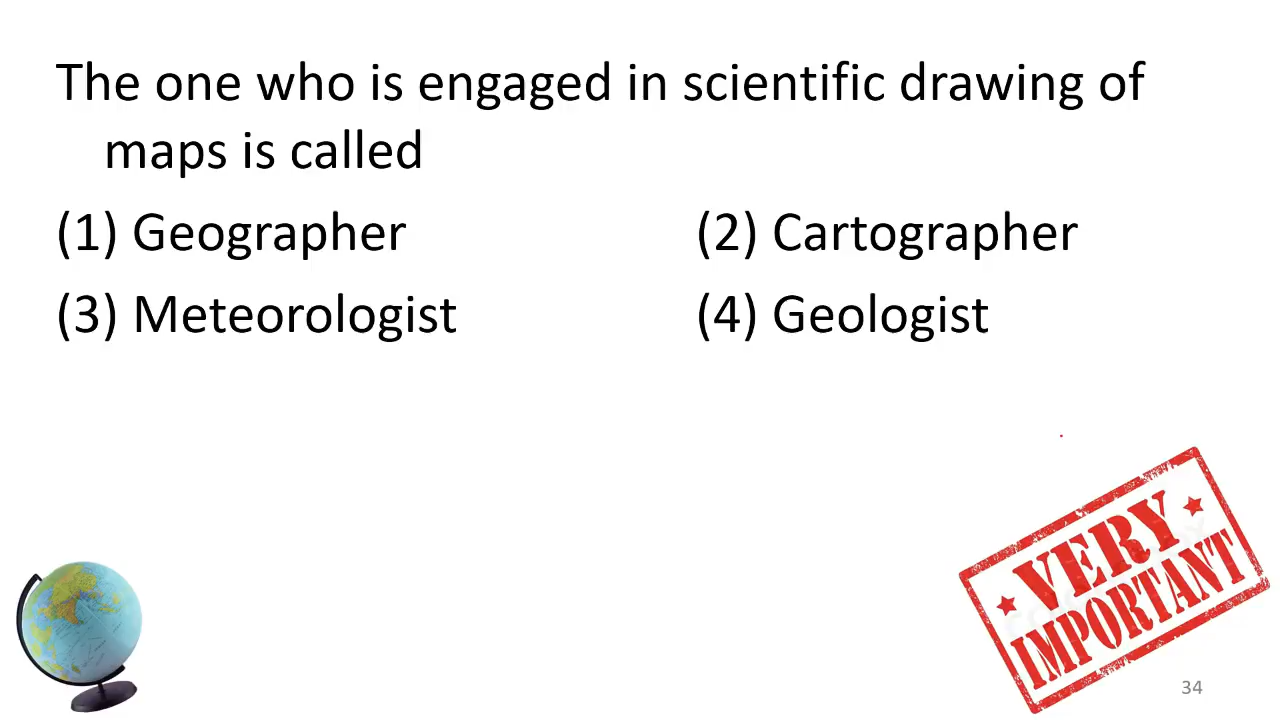 The one who is engaged in scientific drawing of
maps is called
(1) Geographer (2) Cartographer
(3) Meteorologist (4) Geologist
VERY
IMPORTANT
34